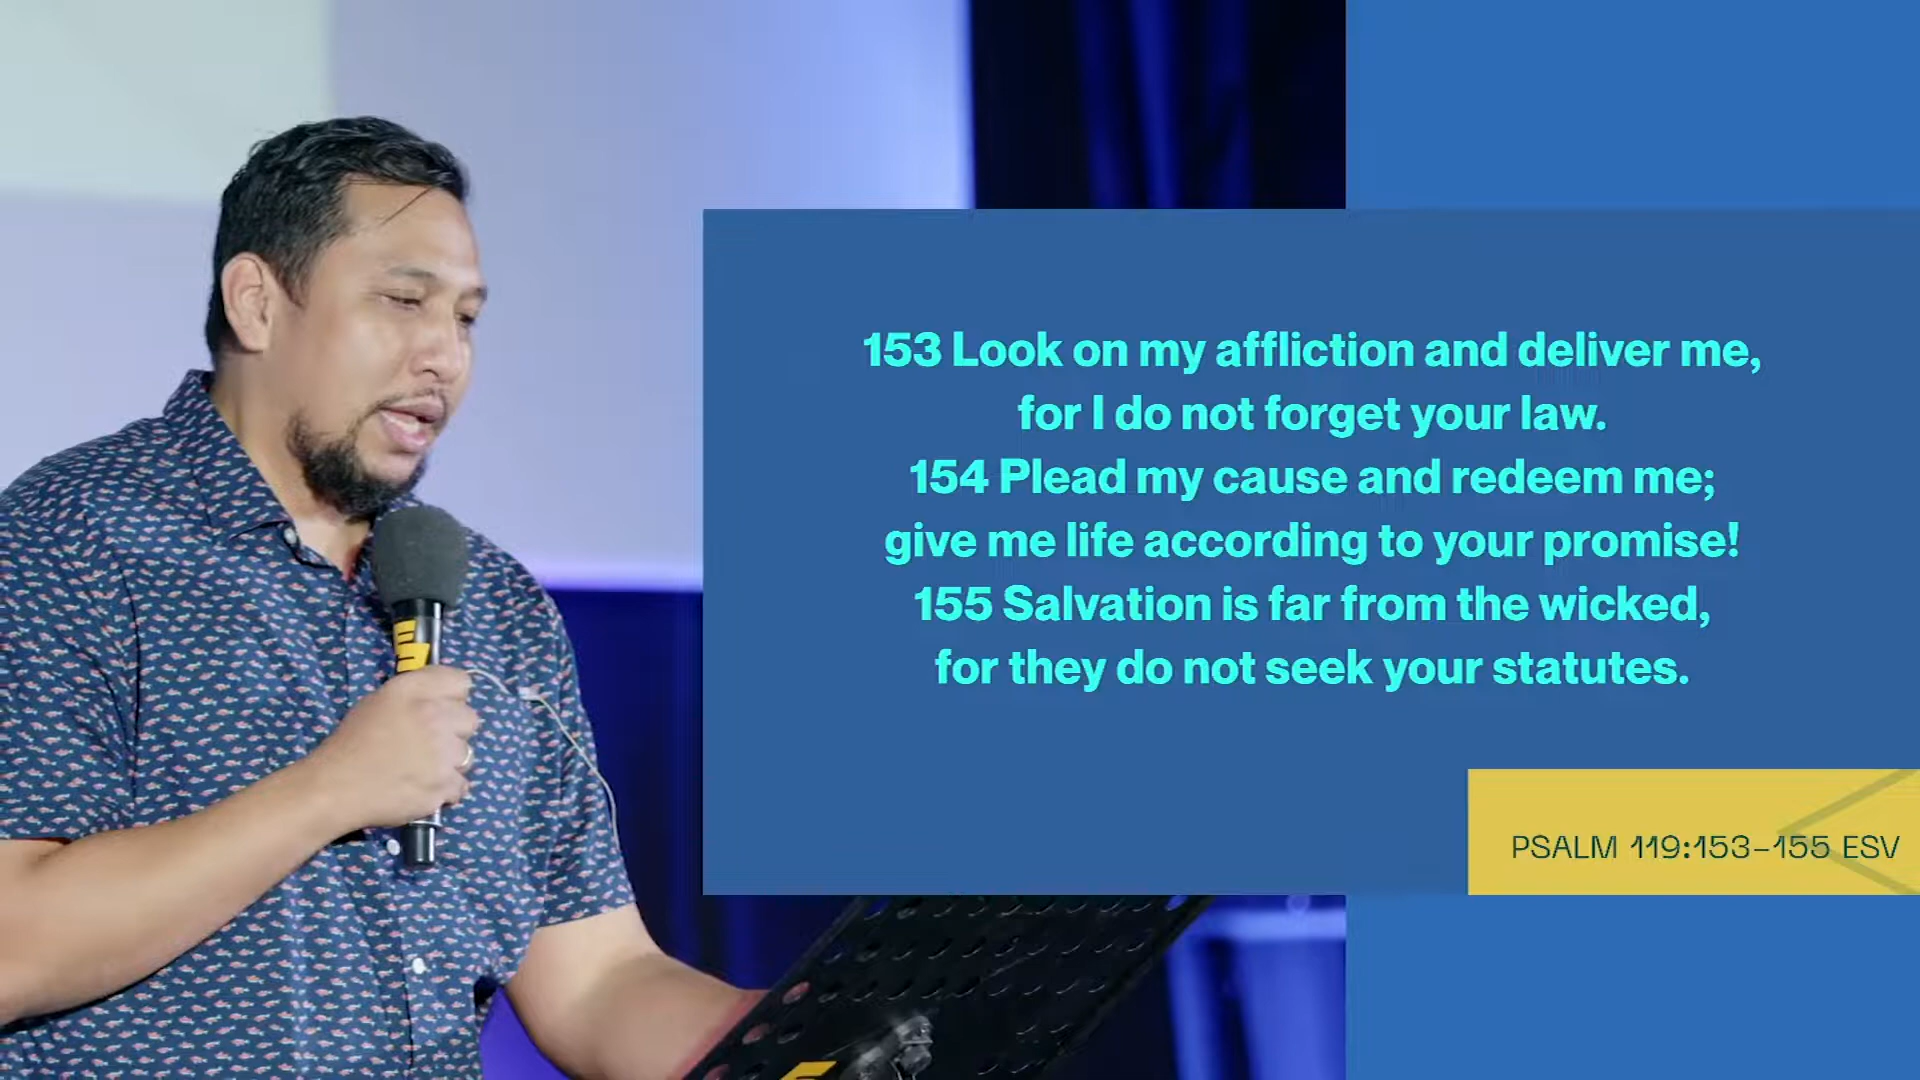 153 Look on my affliction and deliver me,
for I do not forget your law.
154 Plead my cause and redeem me;
give me life according to your promise!
155 Salvation is far from the wicked,
for they do not seek your statutes.
PSALM 119:153–155 ESV